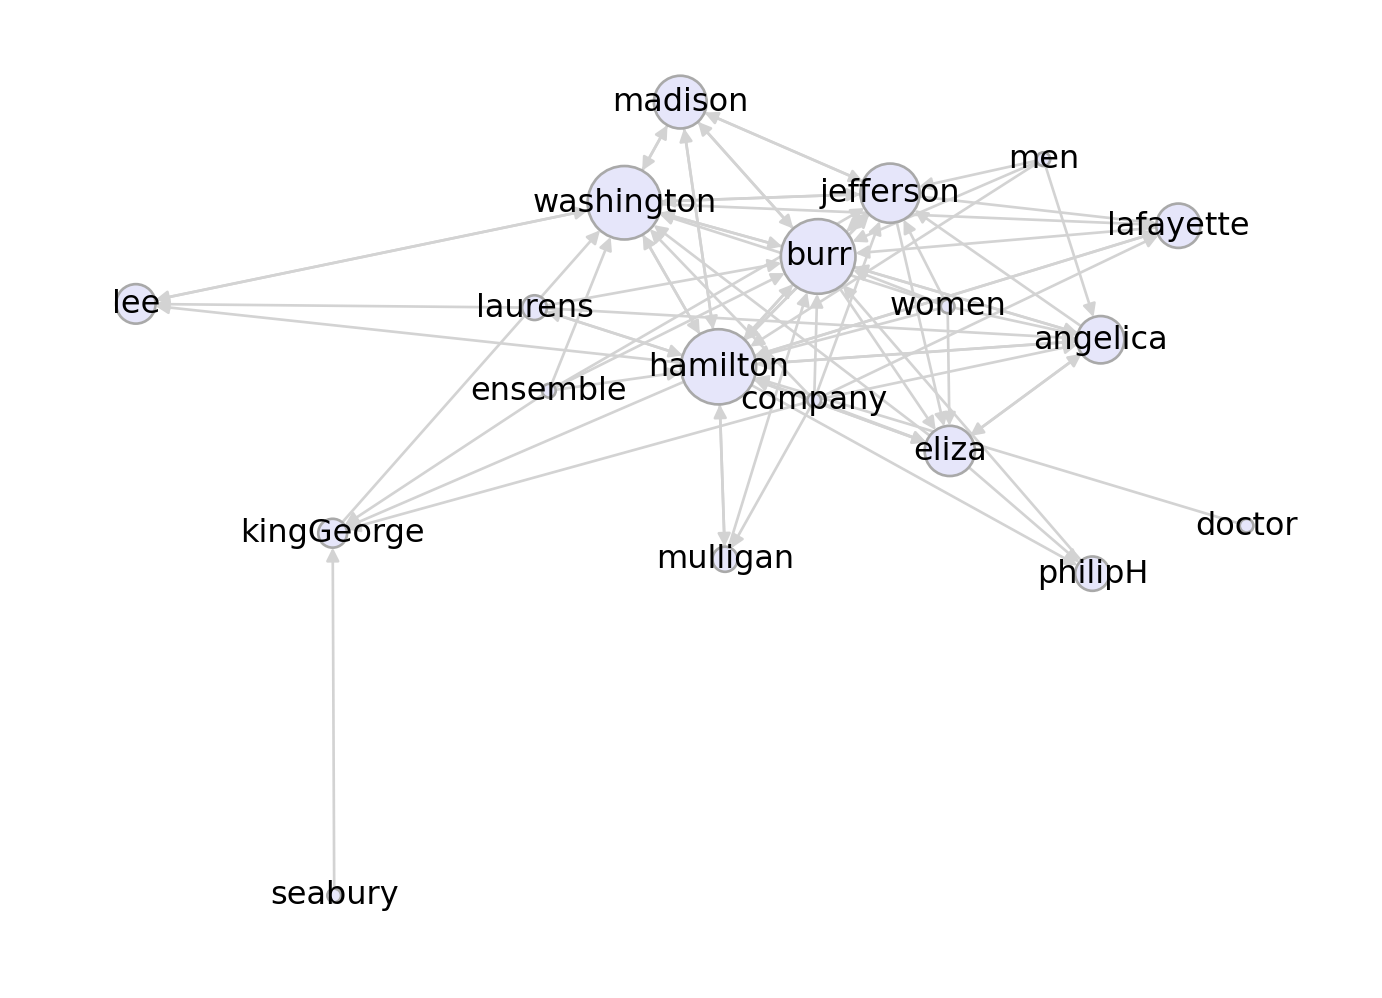 madison
men
jefferson
washington
lafayette
burr
lee
laurens
women
angelica
hamilton
ensemble
company
eliza
doctor
kingGeorge
mulligan
philipH
seabury